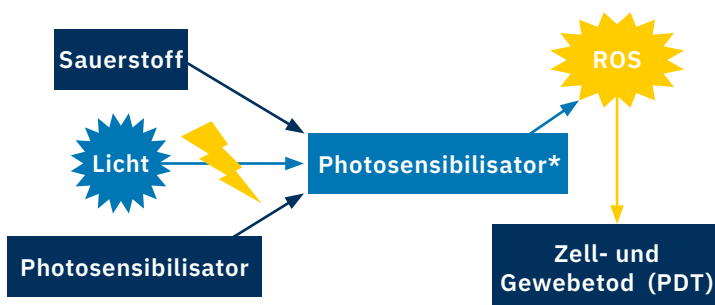 Sauerstoff
ROS
Licht
Photosensibilisator*
Photosensibilisator
Zell- und
Gewebetod (PDT)